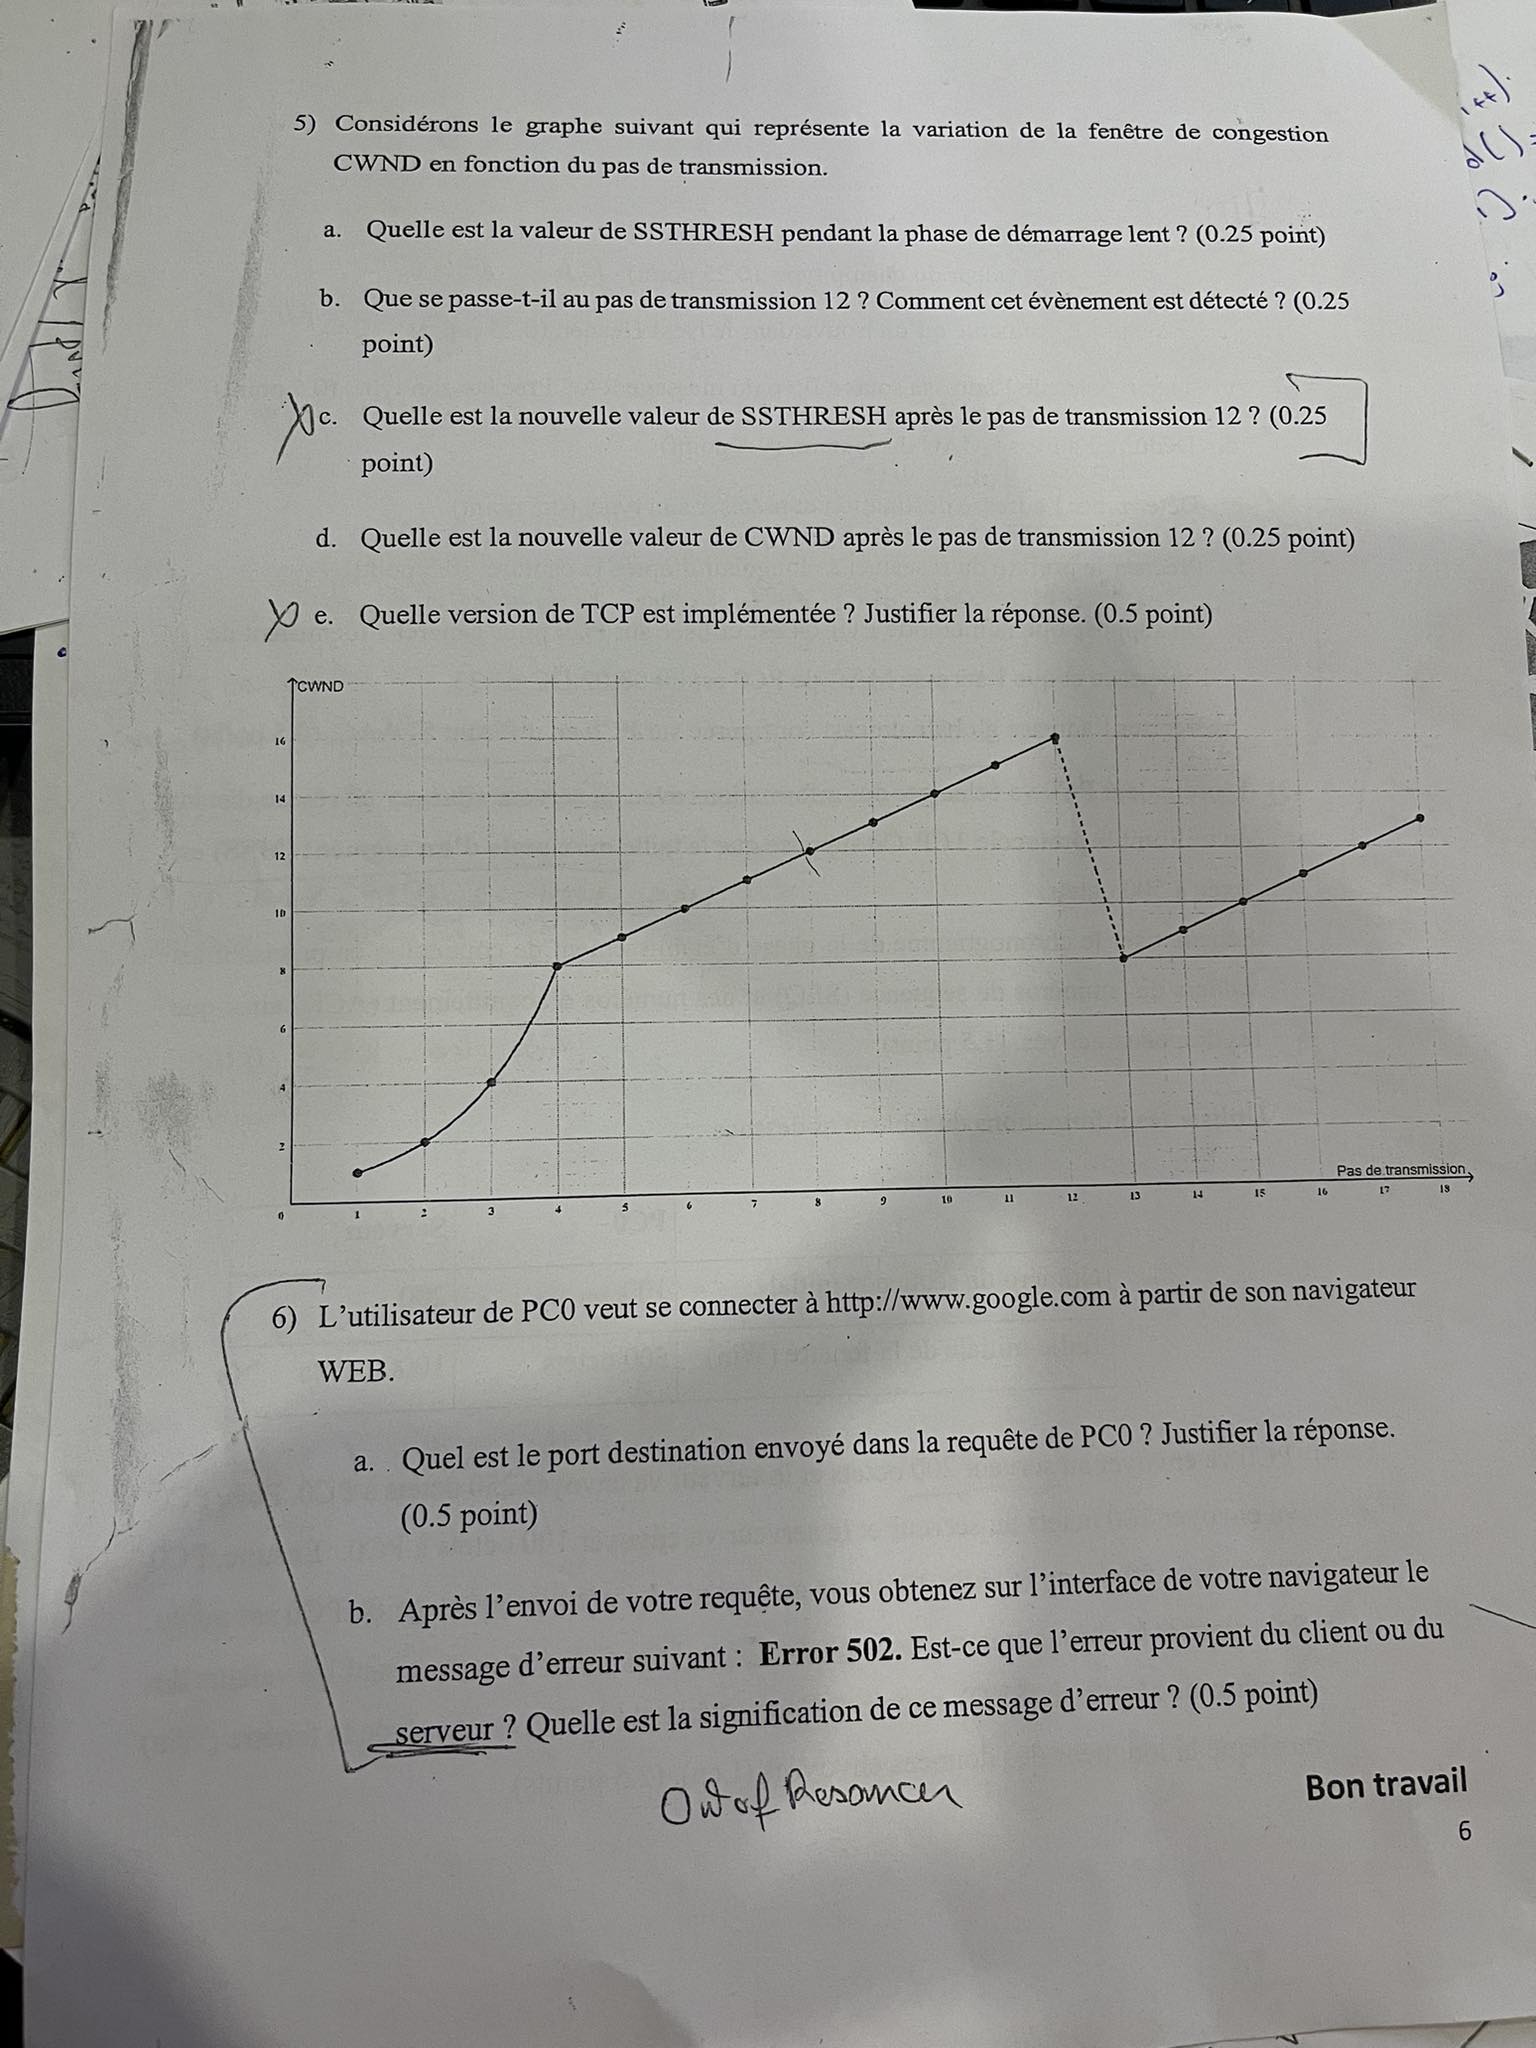 5) Considérons le graphe suivant qui représente la variation de la fenêtre de congestion
CWND en fonction du pas de transmission.
a. Quelle est la valeur de SSTHRESH pendant la phase de démarrage lent ? (0.25 point)
b. Que se passe-t-il au pas de transmission 12 ? Comment cet évènement est détecté ? (0.25
point)
c. Quelle est la nouvelle valeur de SSTHRESH après le pas de transmission 12 ? (0.25
point)
d. Quelle est la nouvelle valeur de CWND après le pas de transmission 12 ? (0.25 point)
e. Quelle version de TCP est implémentée ? Justifier la réponse. (0.5 point)
CWND
16
14
12
10
8
6
4
2
Pas de transmission
0 1 2 3 4 5 6 7 8 9 10 11 12 13 14 15 16 17 18
6) L'utilisateur de PC0 veut se connecter à http://www.google.com à partir de son navigateur
WEB.
a. Quel est le port destination envoyé dans la requête de PC0 ? Justifier la réponse.
(0.5 point)
b. Après l'envoi de votre requête, vous obtenez sur l'interface de votre navigateur le
message d'erreur suivant : Error 502. Est-ce que l'erreur provient du client ou du
serveur ? Quelle est la signification de ce message d'erreur ? (0.5 point)
Out of
Bon travail
6